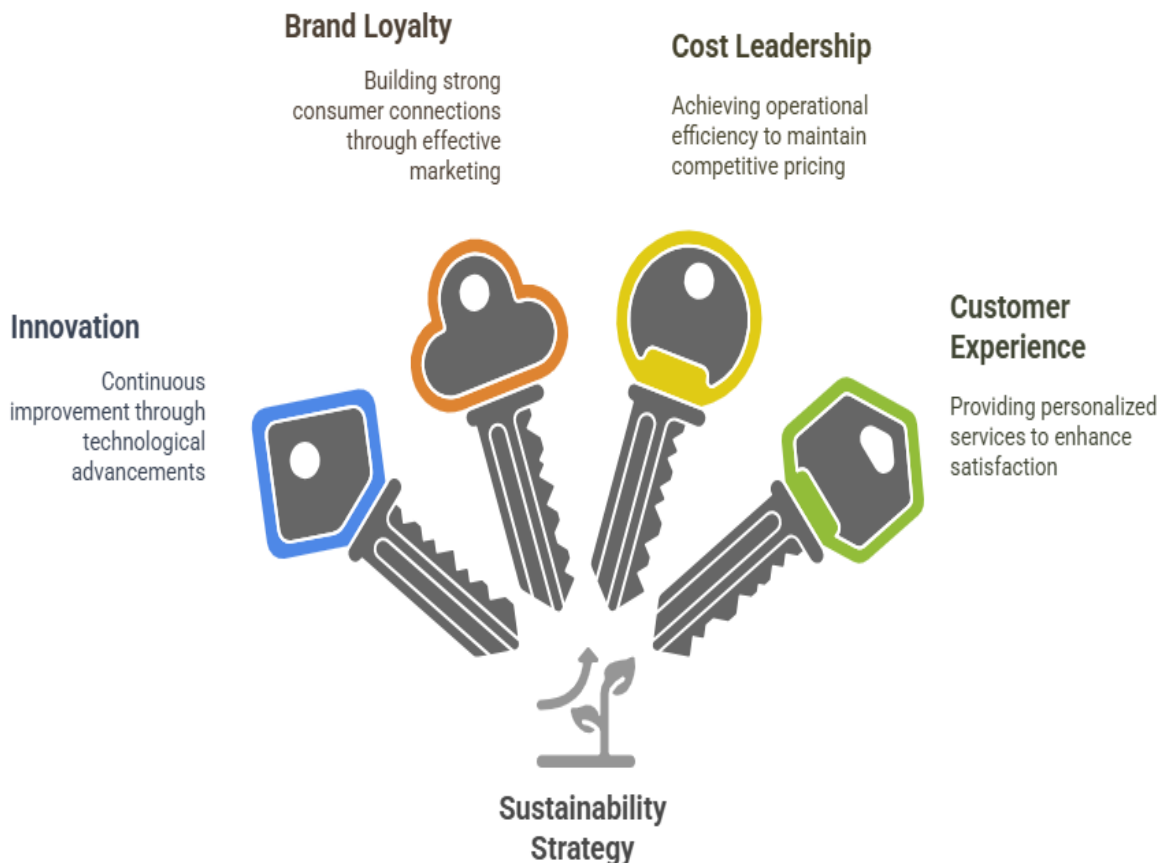 Brand Loyalty
Building strong
consumer connections
through effective
marketing
Cost Leadership
Achieving operational
efficiency to maintain
competitive pricing
Innovation
Continuous
improvement through
technological
advancements
Customer
Experience
Providing personalized
services to enhance
satisfaction
Sustainability
Strategy